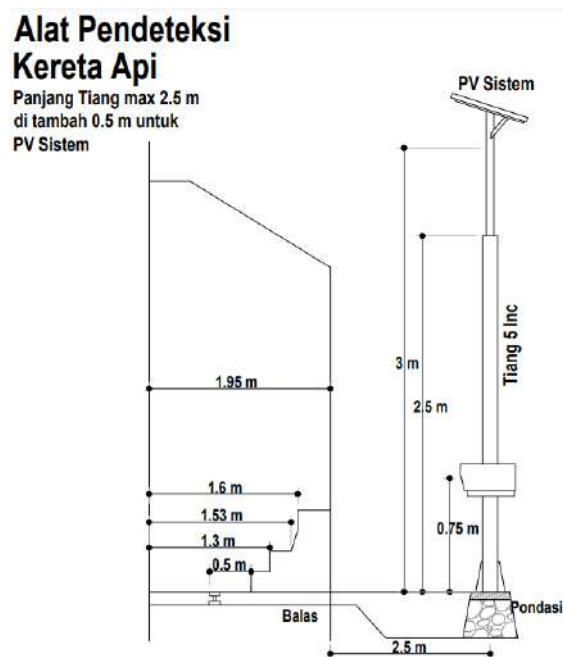 Alat Pendeteksi
Kereta Api
Panjang Tiang max 2.5 m
di tambah 0.5 m untuk
PV Sistem
PV Sistem
Tiang 5 Inc
3 m
2.5 m
1.95 m
1.6 m
1.53 m
1.3 m
0.5 m
0.75 m
Balas
Pondasi
2.5 m